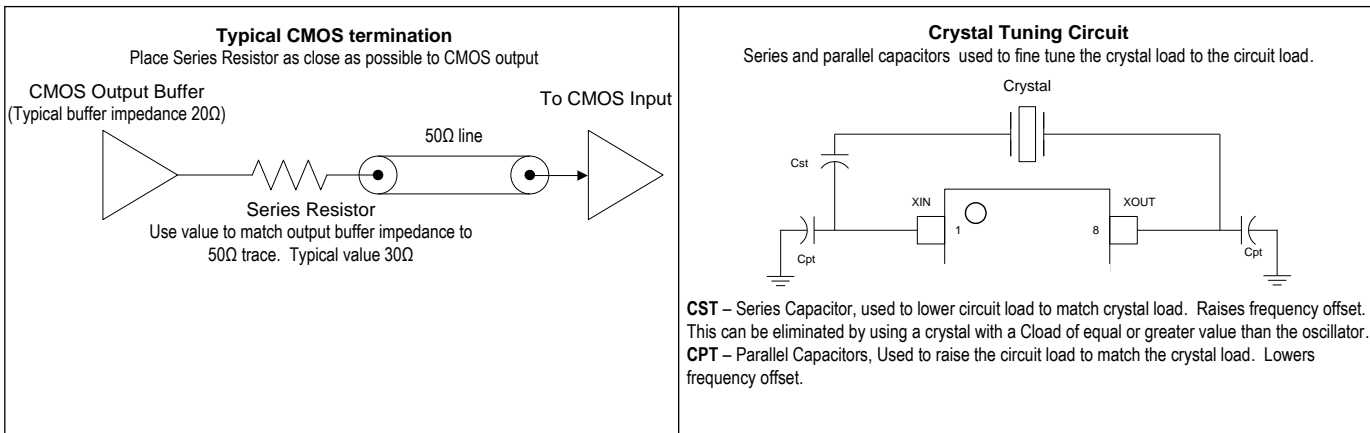 Typical CMOS termination
Place Series Resistor as close as possible to CMOS output
CMOS Output Buffer
(Typical buffer impedance 20Ω)
To CMOS Input
50Ω line
Series Resistor
Use value to match output buffer impedance to
50Ω trace. Typical value 30Ω
Crystal Tuning Circuit
Series and parallel capacitors used to fine tune the crystal load to the circuit load.
Crystal
Cst
XIN
XOUT
1
8
Cpt
Cpt
CST – Series Capacitor, used to lower circuit load to match crystal load. Raises frequency offset.
This can be eliminated by using a crystal with a Cload of equal or greater value than the oscillator.
CPT – Parallel Capacitors, Used to raise the circuit load to match the crystal load. Lowers
frequency offset.